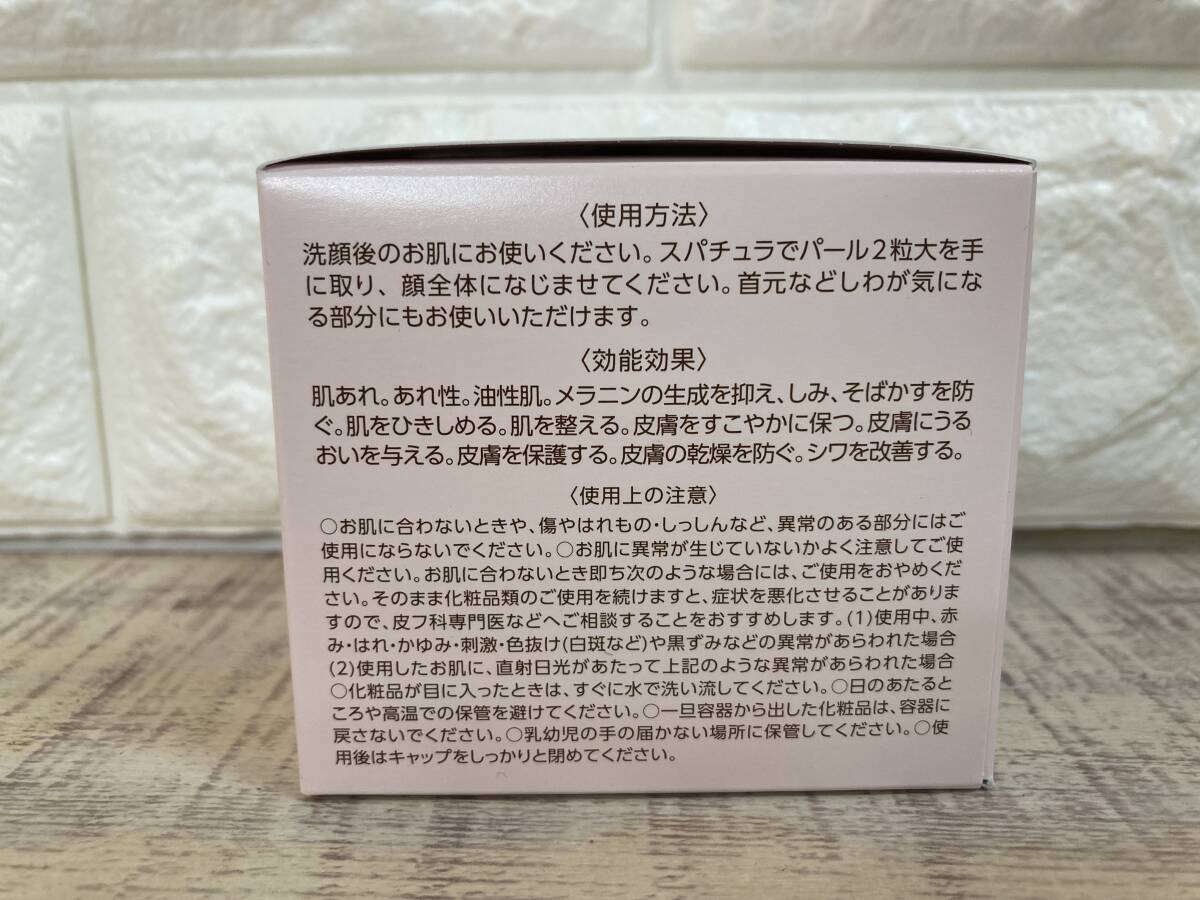 〈使用方法〉
洗顔後のお肌にお使いください。スパチュラでパール2粒大を手
に取り、顔全体になじませてください。首元などしわが気にな
る部分にもお使いいただけます。
〈効能効果〉
肌あれ。あれ性。油性肌。メラニンの生成を抑え、しみ、そばかすを防
ぐ。肌をひきしめる。肌を整える。皮膚をすこやかに保つ。皮膚にうる
おいを与える。皮膚を保護する。皮膚の乾燥を防ぐ。シワを改善する。
〈使用上の注意〉
○お肌に合わないときや、傷やはれもの・しっしんなど、異常のある部分にはご
使用にならないでください。○お肌に異常が生じていないかよく注意してご使
用ください。お肌に合わないとき即ち次のような場合には、ご使用をおやめくだ
さい。そのまま化粧品類のご使用を続けますと、症状を悪化させることがありま
すので、皮フ科専門医などへご相談することをおすすめします。(1)使用中、赤
み・はれ・かゆみ・刺激・色抜け(白斑など)や黒ずみなどの異常があらわれた場合
(2)使用したお肌に、直射日光があたって上記のような異常があらわれた場合
○化粧品が目に入ったときは、すぐに水で洗い流してください。○日のあたると
ころや高温での保管を避けてください。○一旦容器から出した化粧品は、容器に
戻さないでください。○乳幼児の手の届かない場所に保管してください。○使
用後はキャップをしっかりと閉めてください。